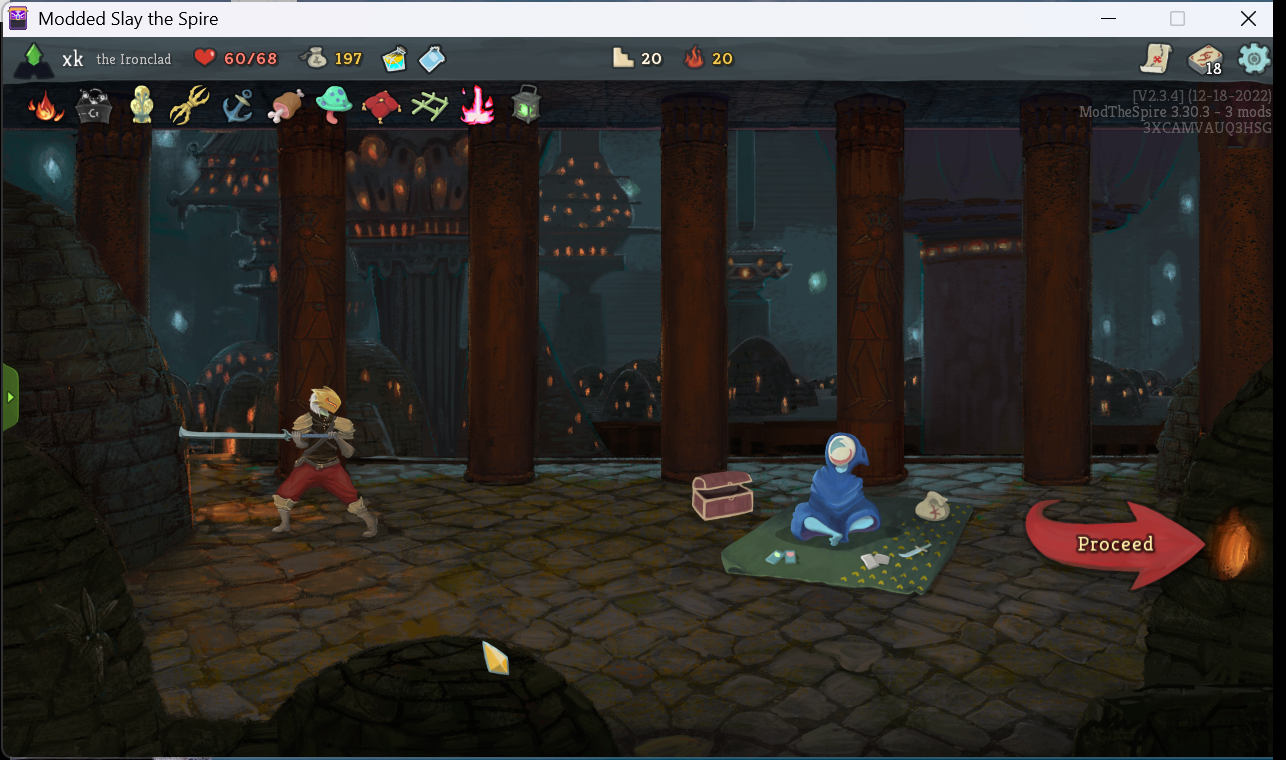 Modded Slay the Spire
xk the Ironclad 60/68 197 20 20 18
[V2.3.4] (12-18-2022)
ModTheSpire 3.30.3 - 3 mods
3XCAMVAUQ3HSG
Proceed